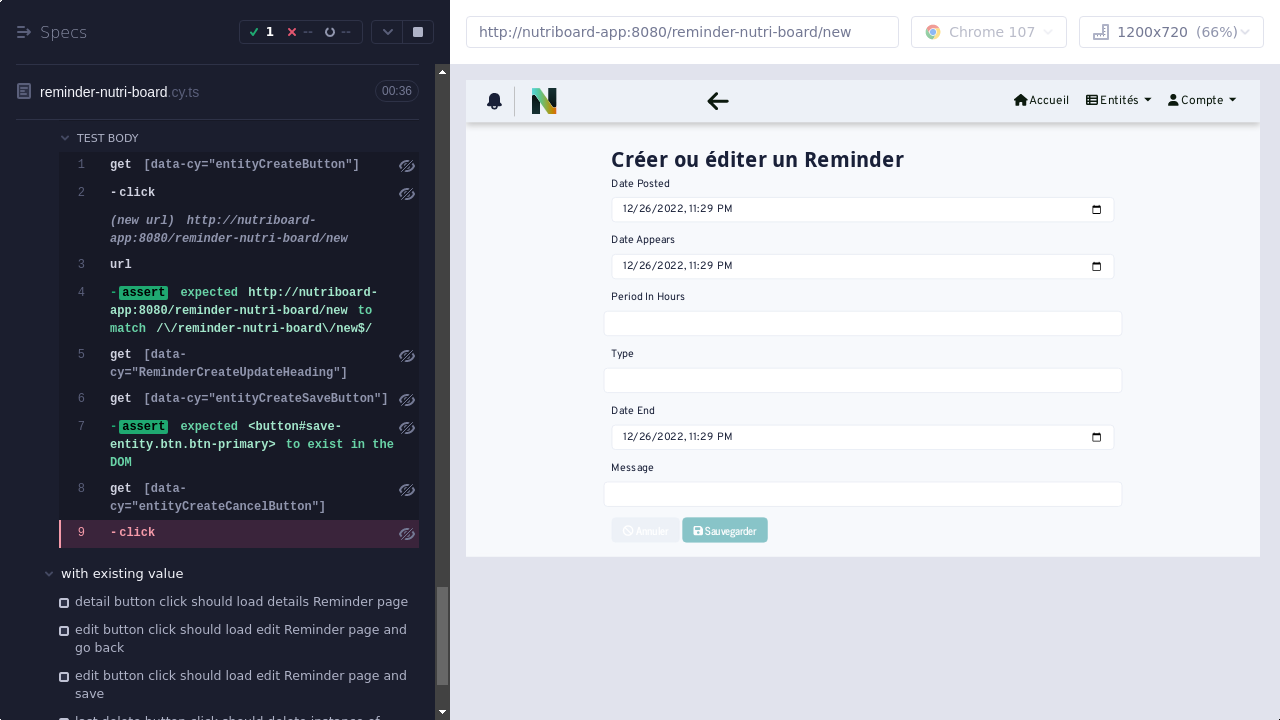 Specs
1
--
--
http://nutriboard-app:8080/reminder-nutri-board/new
Chrome 107
1200x720 (66%)
reminder-nutri-board.cy.ts
00:36
TEST BODY
1 get [data-cy="entityCreateButton"]
2 -click
(new url) http://nutriboard-
app:8080/reminder-nutri-board/new
3 url
4 -assert expected http://nutriboard-
app:8080/reminder-nutri-board/new to
match /\/reminder-nutri-board\/new$/
5 get [data-
cy="ReminderCreateUpdateHeading"]
6 get [data-cy="entityCreateSaveButton"]
7 -assert expected <button#save-
entity.btn.btn-primary> to exist in the
DOM
8 get [data-
cy="entityCreateCancelButton"]
9 -click
with existing value
detail button click should load details Reminder page
edit button click should load edit Reminder page and
go back
edit button click should load edit Reminder page and
save
last delete button click should delete instance of
N
Accueil
Entités
Compte
Créer ou éditer un Reminder
Date Posted
12/26/2022, 11:29 PM
Date Appears
12/26/2022, 11:29 PM
Period In Hours
Type
Date End
12/26/2022, 11:29 PM
Message
Annuler
Sauvegarder